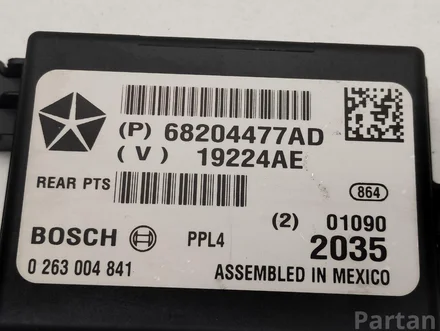 (P) 68204477AD
(V) 19224AE
REAR PTS
864
(2) 01090
BOSCH PPL4 2035
0 263 004 841 ASSEMBLED IN MEXICO
Partan